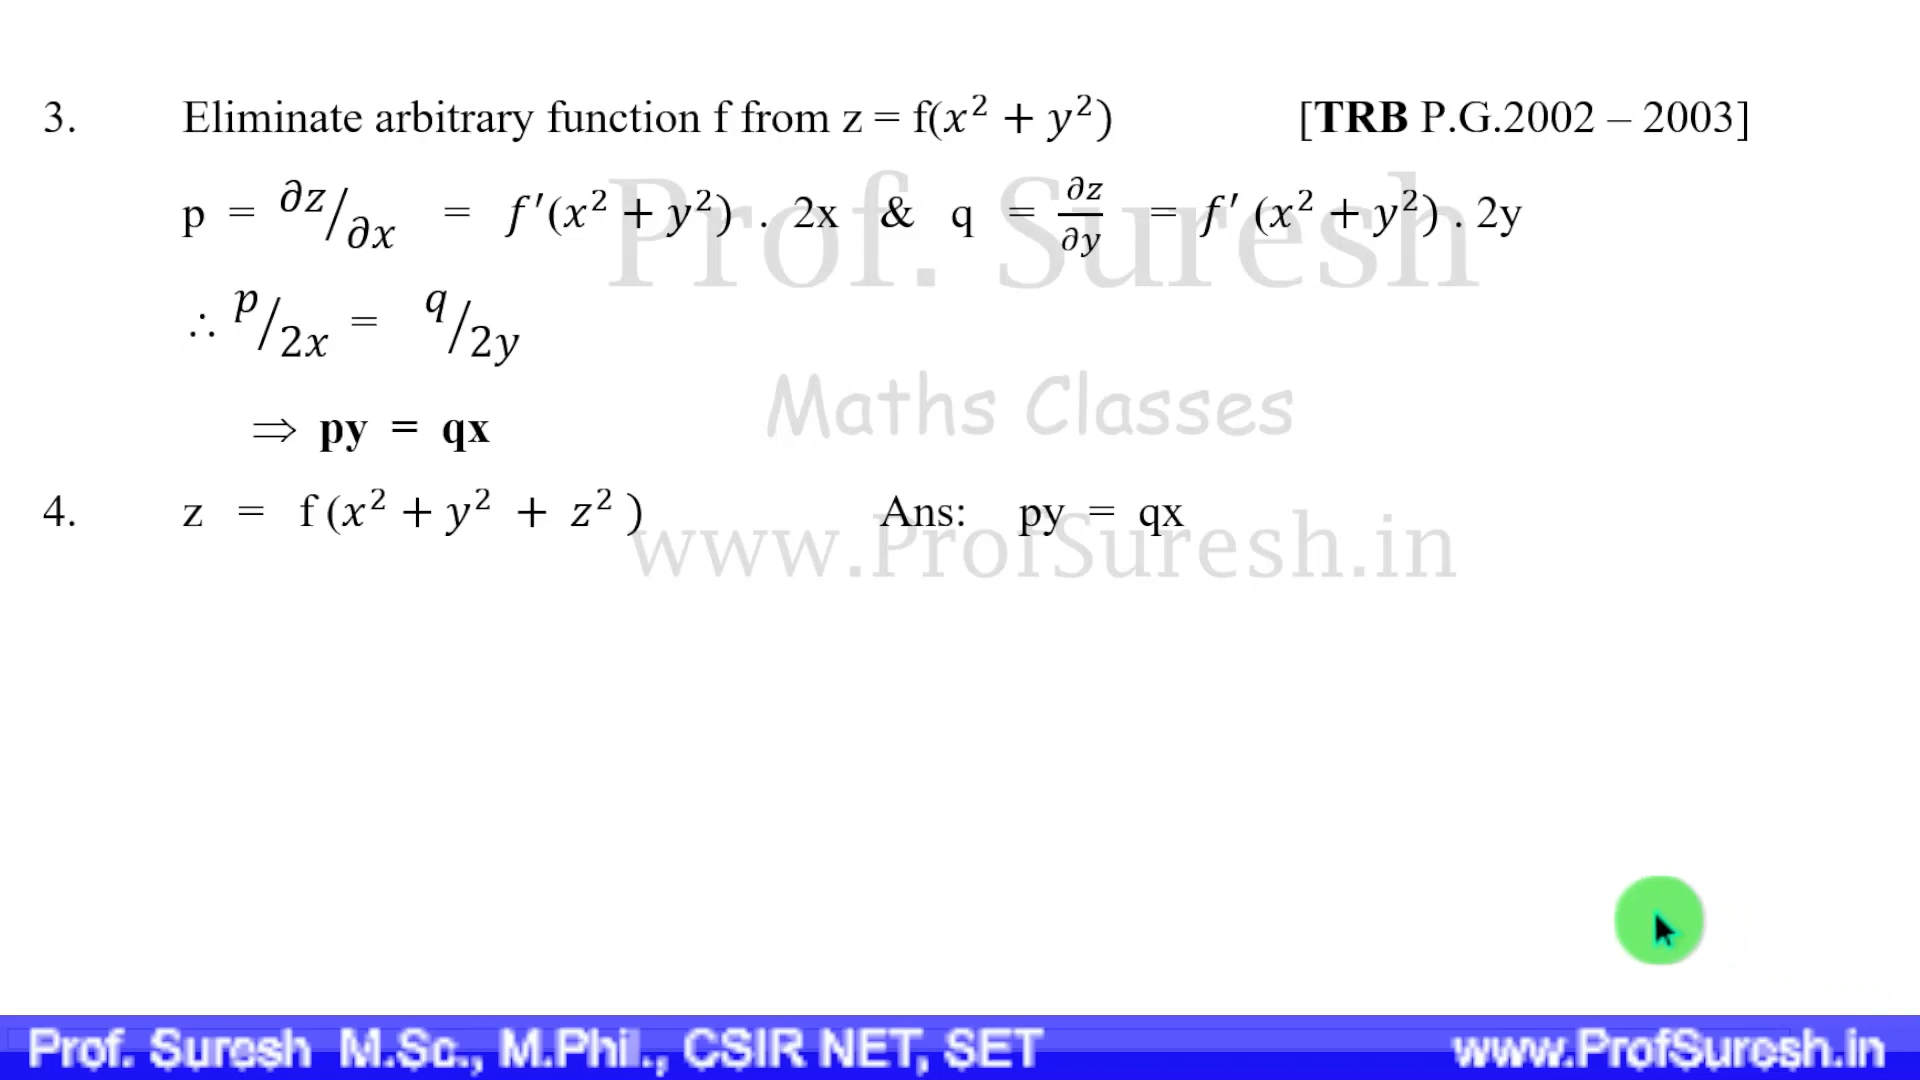 3. Eliminate arbitrary function f from z = f(x² + y²) [TRB P.G.2002 – 2003]
p = ∂z/∂x = f′(x² + y²) . 2x & q = ∂z/∂y = f′ (x² + y²) . 2y
∴ p/2x = q/2y
⇒ py = qx
4. z = f (x² + y² + z² ) Ans: py = qx
Prof. Suresh
Maths Classes
www.ProfSuresh.in
Prof. Suresh M.Sc., M.Phil., CSIR NET, SET www.ProfSuresh.in